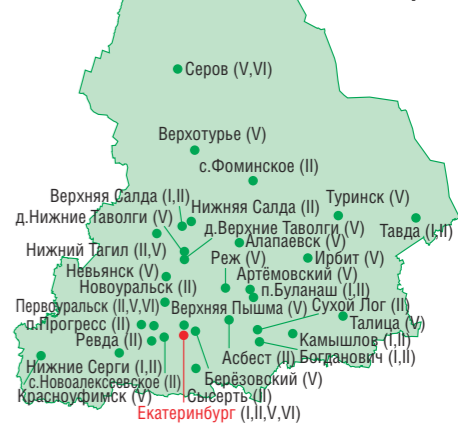 Серов (V,VI)
Верхотурье (V)
с.Фоминское (II)
Верхняя Салда (I,II)
Нижняя Салда (II)
Туринск (V)
д.Нижние Таволги (V)
д.Верхние Таволги (V)
Тавда (I,II)
Алапаевск (V)
Нижний Тагил (II,V)
Реж (V)
Ирбит (V)
Невьянск (V)
Артёмовский (V)
Новоуральск (II)
п.Буланаш (I,II)
Первоуральск (II,V,VI)
Верхняя Пышма (V)
Сухой Лог (II)
п.Прогресс (II)
Талица (V)
Ревда (II)
Камышлов (I,II)
Асбест (II)
Богданович (I,II)
Нижние Серги (I,II)
с.Новоалексеевское (II)
Берёзовский (V)
Красноуфимск (V)
Сысерть (II)
Екатеринбург (I,II,V,VI)